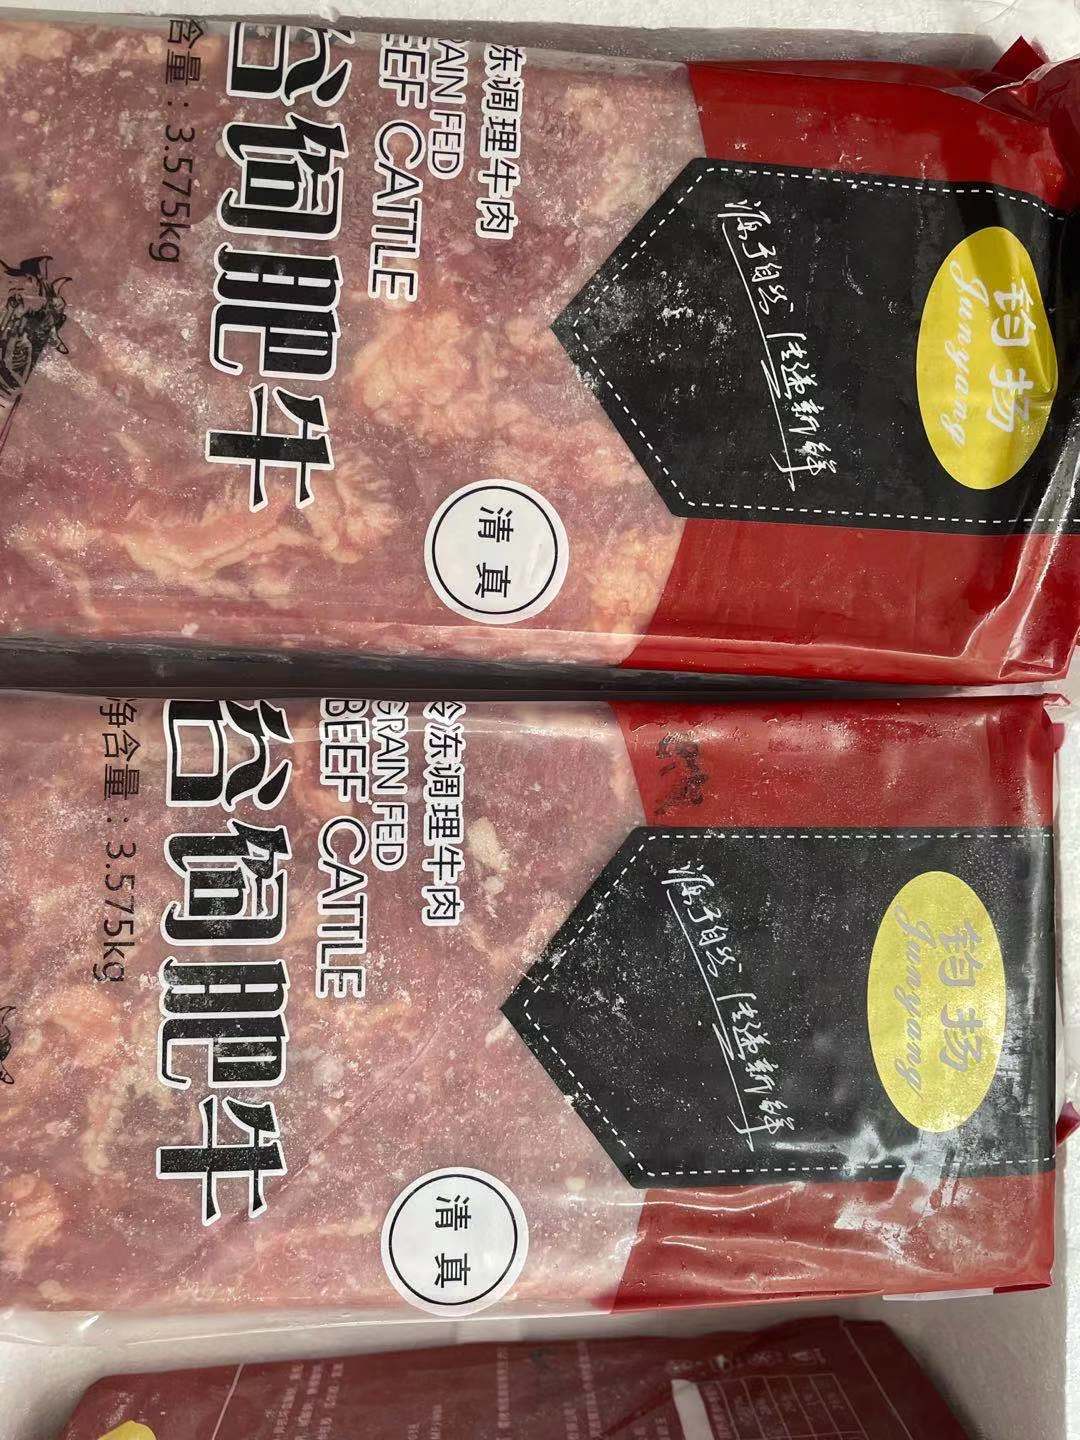 钧扬
Junyang
源于自然 传递新鲜
冻调理牛肉
RAIN FED
EEF CATTLE
谷饲肥牛
含量：3.575kg
清真
钧扬
Junyang
源于自然 传递新鲜
冷冻调理牛肉
GRAIN FED
BEEF CATTLE
谷饲肥牛
净含量：3.575kg
清真